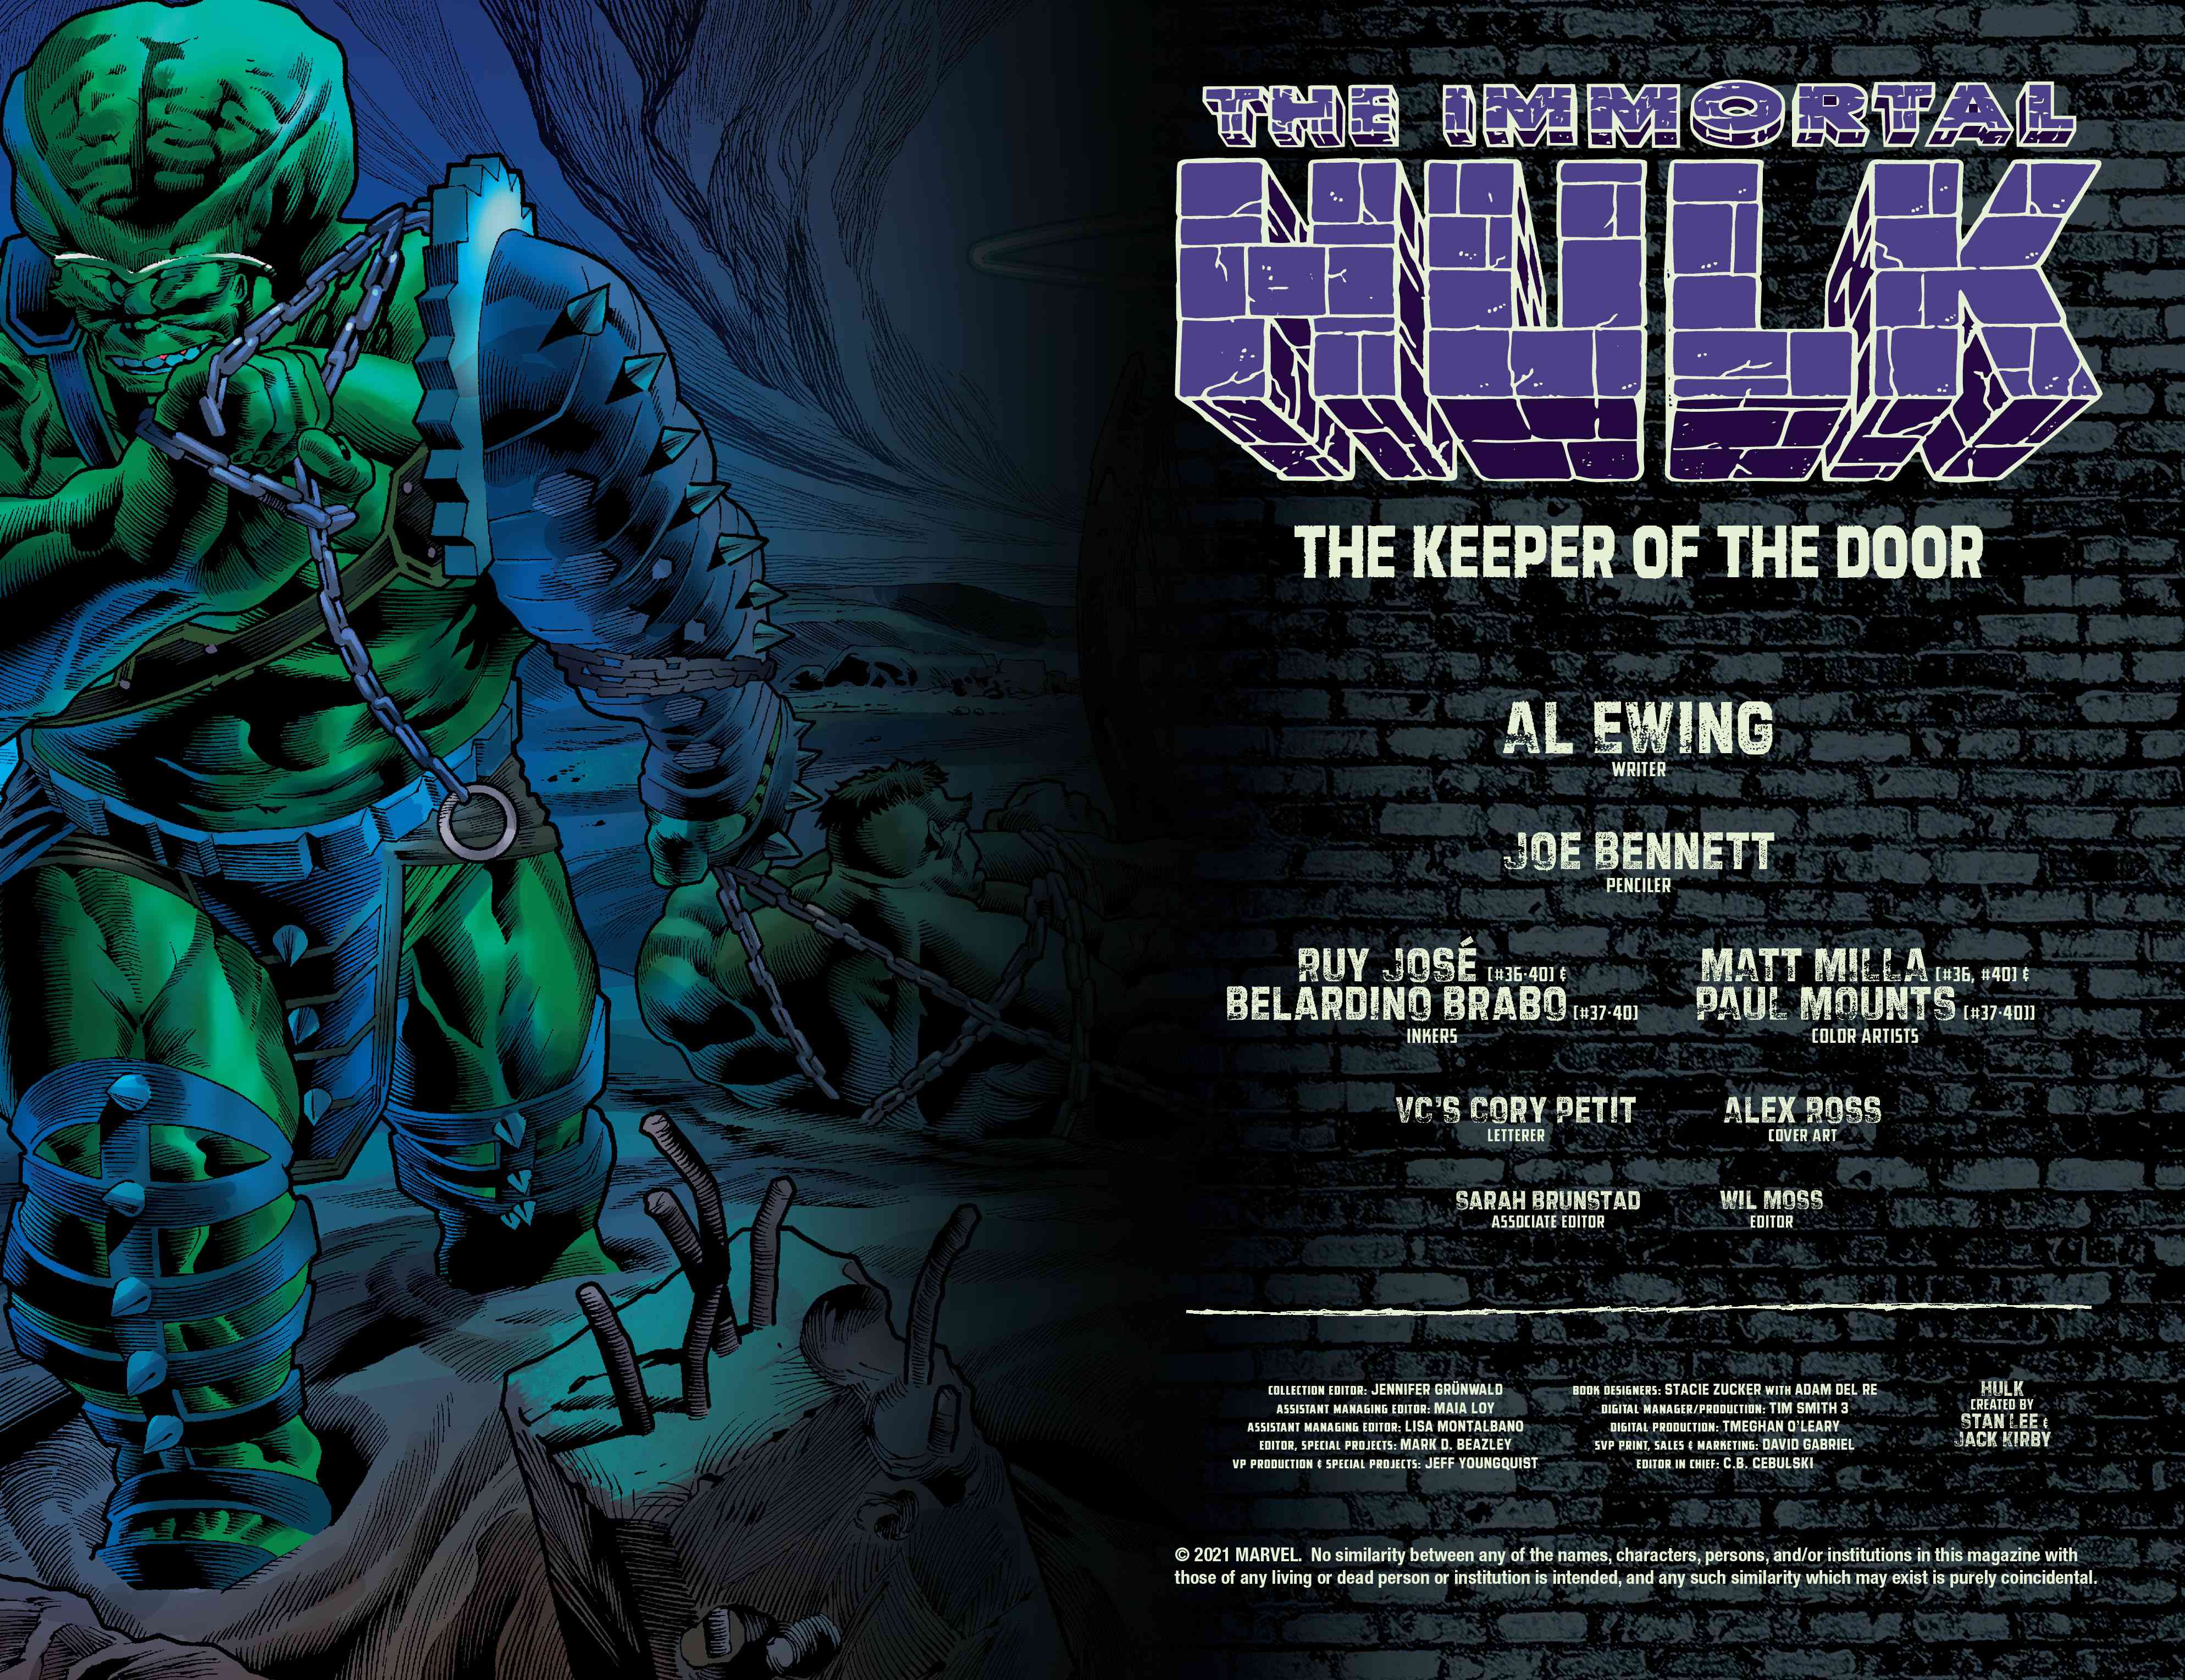 THE IMMORTAL
HULK
THE KEEPER OF THE DOOR
AL EWING
WRITER
JOE BENNETT
PENCILER
RUY JOSÉ [#36-40] &
BELARDINO BRABO [#37-40]
INKERS
MATT MILLA [#36, #40] &
PAUL MOUNTS [#37-40]]
COLOR ARTISTS
VC'S CORY PETIT
LETTERER
ALEX ROSS
COVER ART
SARAH BRUNSTAD
ASSOCIATE EDITOR
WIL MOSS
EDITOR
COLLECTION EDITOR: JENNIFER GRÜNWALD
ASSISTANT MANAGING EDITOR: MAIA LOY
ASSISTANT MANAGING EDITOR: LISA MONTALBANO
EDITOR, SPECIAL PROJECTS: MARK D. BEAZLEY
VP PRODUCTION & SPECIAL PROJECTS: JEFF YOUNGQUIST
BOOK DESIGNERS: STACIE ZUCKER WITH ADAM DEL RE
DIGITAL MANAGER/PRODUCTION: TIM SMITH 3
DIGITAL PRODUCTION: TMEGHAN O'LEARY
SVP PRINT, SALES & MARKETING: DAVID GABRIEL
EDITOR IN CHIEF: C.B. CEBULSKI
HULK
CREATED BY
STAN LEE &
JACK KIRBY
© 2021 MARVEL. No similarity between any of the names, characters, persons, and/or institutions in this magazine with
those of any living or dead person or institution is intended, and any such similarity which may exist is purely coincidental.